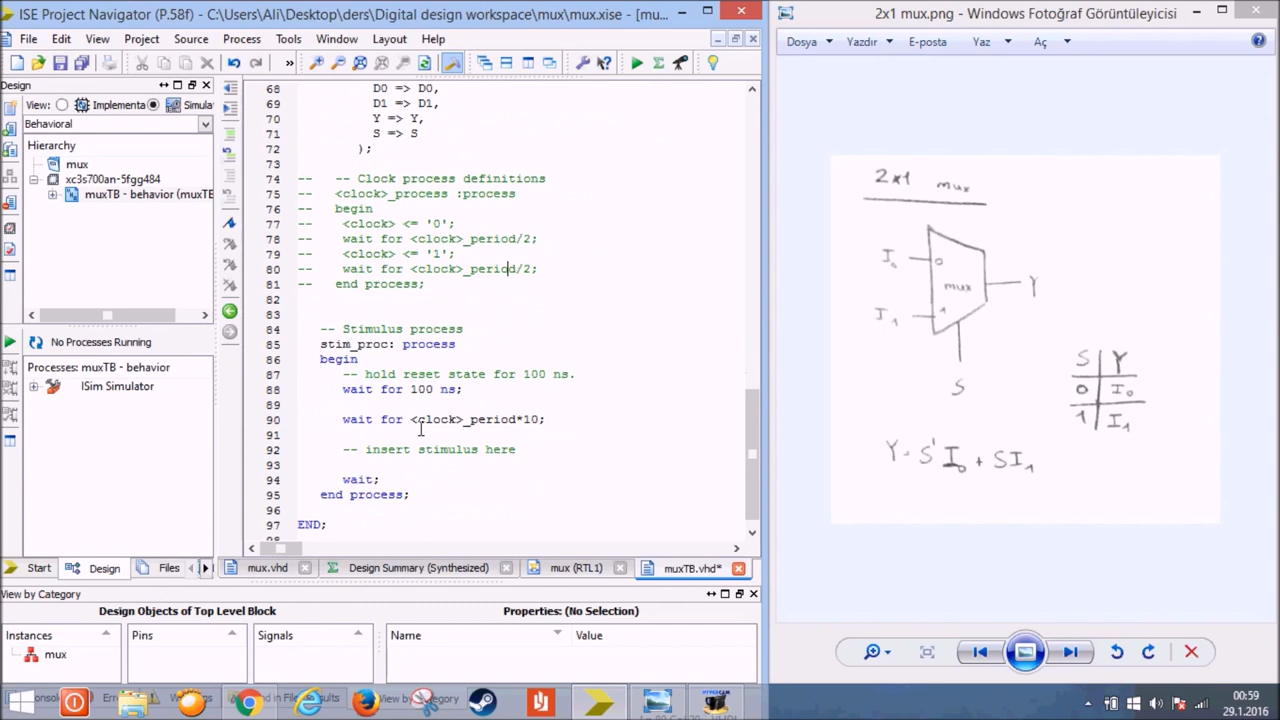 ISE Project Navigator (P.58f) - C:\Users\Ali\Desktop\ders\Digital design workspace\mux\mux.xise - [mu...
File Edit View Project Source Process Tools Window Layout Help
Design
View: Implementa Simula
Behavioral
Hierarchy
mux
xc3s700an-5fgg484
muxTB - behavior (muxTB
No Processes Running
Processes: muxTB - behavior
ISim Simulator
Start Design Files
68 D0 => D0,
69 D1 => D1,
70 Y => Y,
71 S => S
72 );
73
74 -- -- Clock process definitions
75 -- <clock>_process :process
76 -- begin
77 -- <clock> <= '0';
78 -- wait for <clock>_period/2;
79 -- <clock> <= '1';
80 -- wait for <clock>_period/2;
81 -- end process;
82
83
84 -- Stimulus process
85 stim_proc: process
86 begin
87 -- hold reset state for 100 ns.
88 wait for 100 ns;
89
90 wait for <clock>_period*10;
91
92 -- insert stimulus here
93
94 wait;
95 end process;
96
97 END;
98
mux.vhd Design Summary (Synthesized) mux (RTL1) muxTB.vhd*
View by Category
Design Objects of Top Level Block Properties: (No Selection)
Instances Pins Signals Name Value
mux
2x1 mux.png - Windows Fotoğraf Görüntüleyicisi
Dosya Yazdır E-posta Yaz Aç
2x1 mux
I0 0
mux Y
I1 1
S
S Y
0 I0
1 I1
Y = S' I0 + S I1
View by Category
00:59
29.1.2016